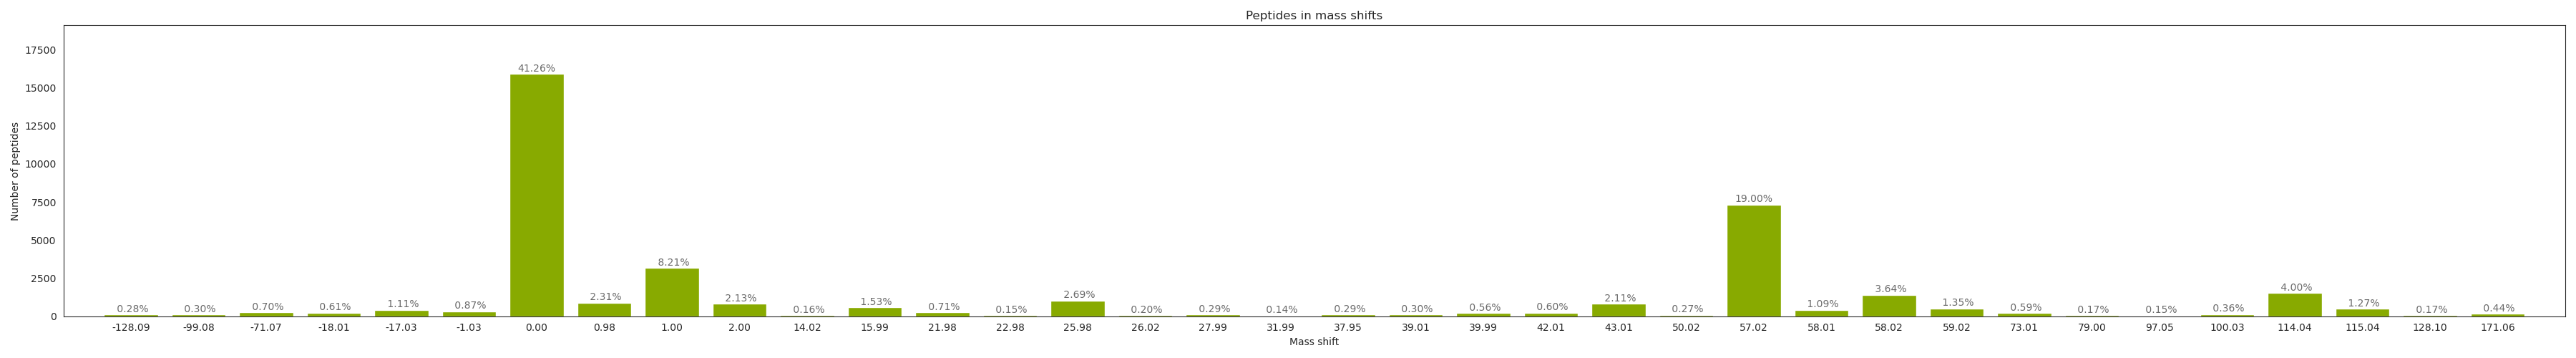 Peptides in mass shifts
Number of peptides
17500
15000
12500
10000
7500
5000
2500
0
0.28% 0.30% 0.70% 0.61% 1.11% 0.87% 41.26% 2.31% 8.21% 2.13% 0.16% 1.53% 0.71% 0.15% 2.69% 0.20% 0.29% 0.14% 0.29% 0.30% 0.56% 0.60% 2.11% 0.27% 19.00% 1.09% 3.64% 1.35% 0.59% 0.17% 0.15% 0.36% 4.00% 1.27% 0.17% 0.44%
-128.09 -99.08 -71.07 -18.01 -17.03 -1.03 0.00 0.98 1.00 2.00 14.02 15.99 21.98 22.98 25.98 26.02 27.99 31.99 37.95 39.01 39.99 42.01 43.01 50.02 57.02 58.01 58.02 59.02 73.01 79.00 97.05 100.03 114.04 115.04 128.10 171.06
Mass shift